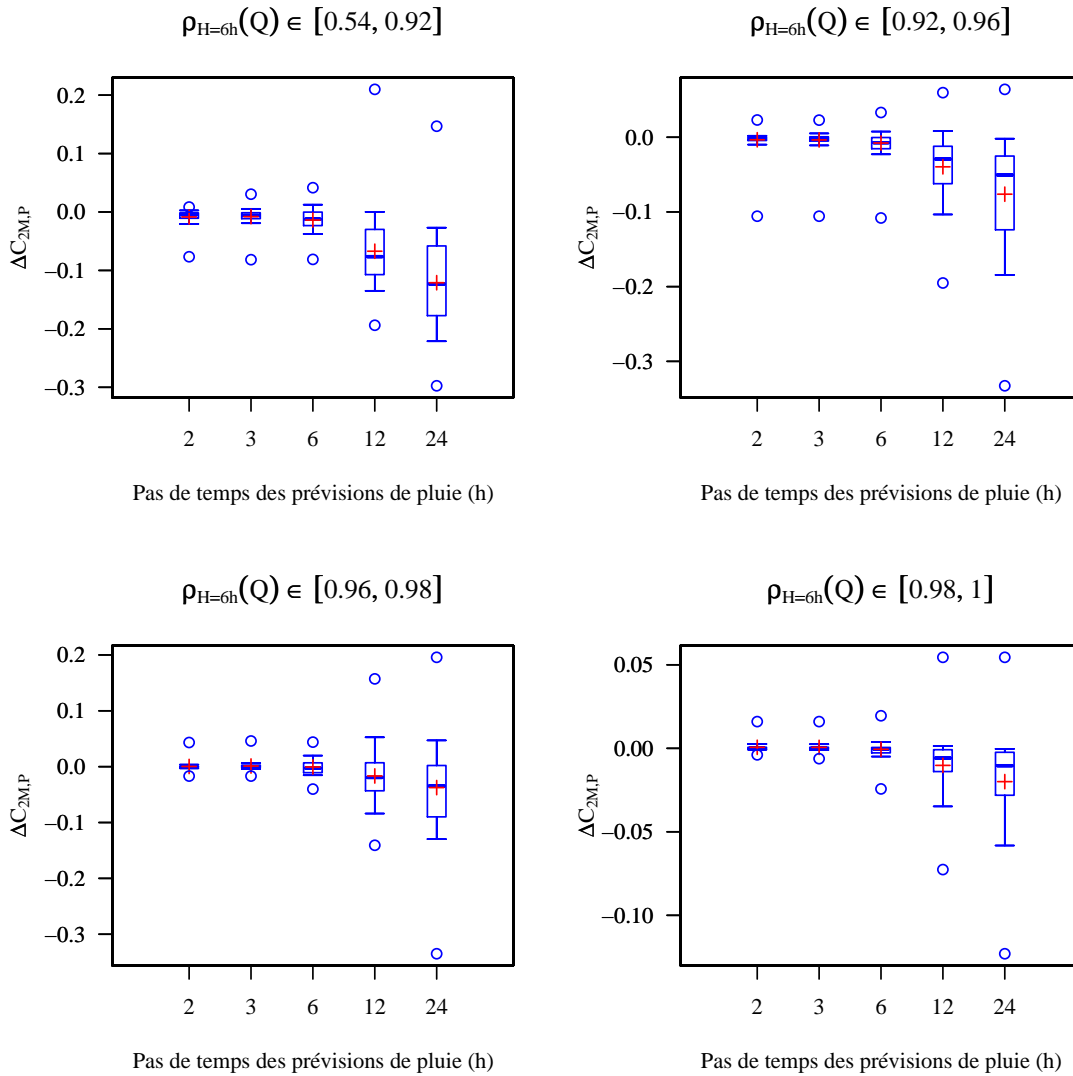 ρH=6h(Q) ∈ [0.54, 0.92]
0.2
0.1
0.0
−0.1
−0.2
−0.3
ΔC2M,P
2 3 6 12 24
Pas de temps des prévisions de pluie (h)
ρH=6h(Q) ∈ [0.92, 0.96]
0.0
−0.1
−0.2
−0.3
ΔC2M,P
2 3 6 12 24
Pas de temps des prévisions de pluie (h)
ρH=6h(Q) ∈ [0.96, 0.98]
0.2
0.1
0.0
−0.1
−0.2
−0.3
ΔC2M,P
2 3 6 12 24
Pas de temps des prévisions de pluie (h)
ρH=6h(Q) ∈ [0.98, 1]
0.05
0.00
−0.05
−0.10
ΔC2M,P
2 3 6 12 24
Pas de temps des prévisions de pluie (h)